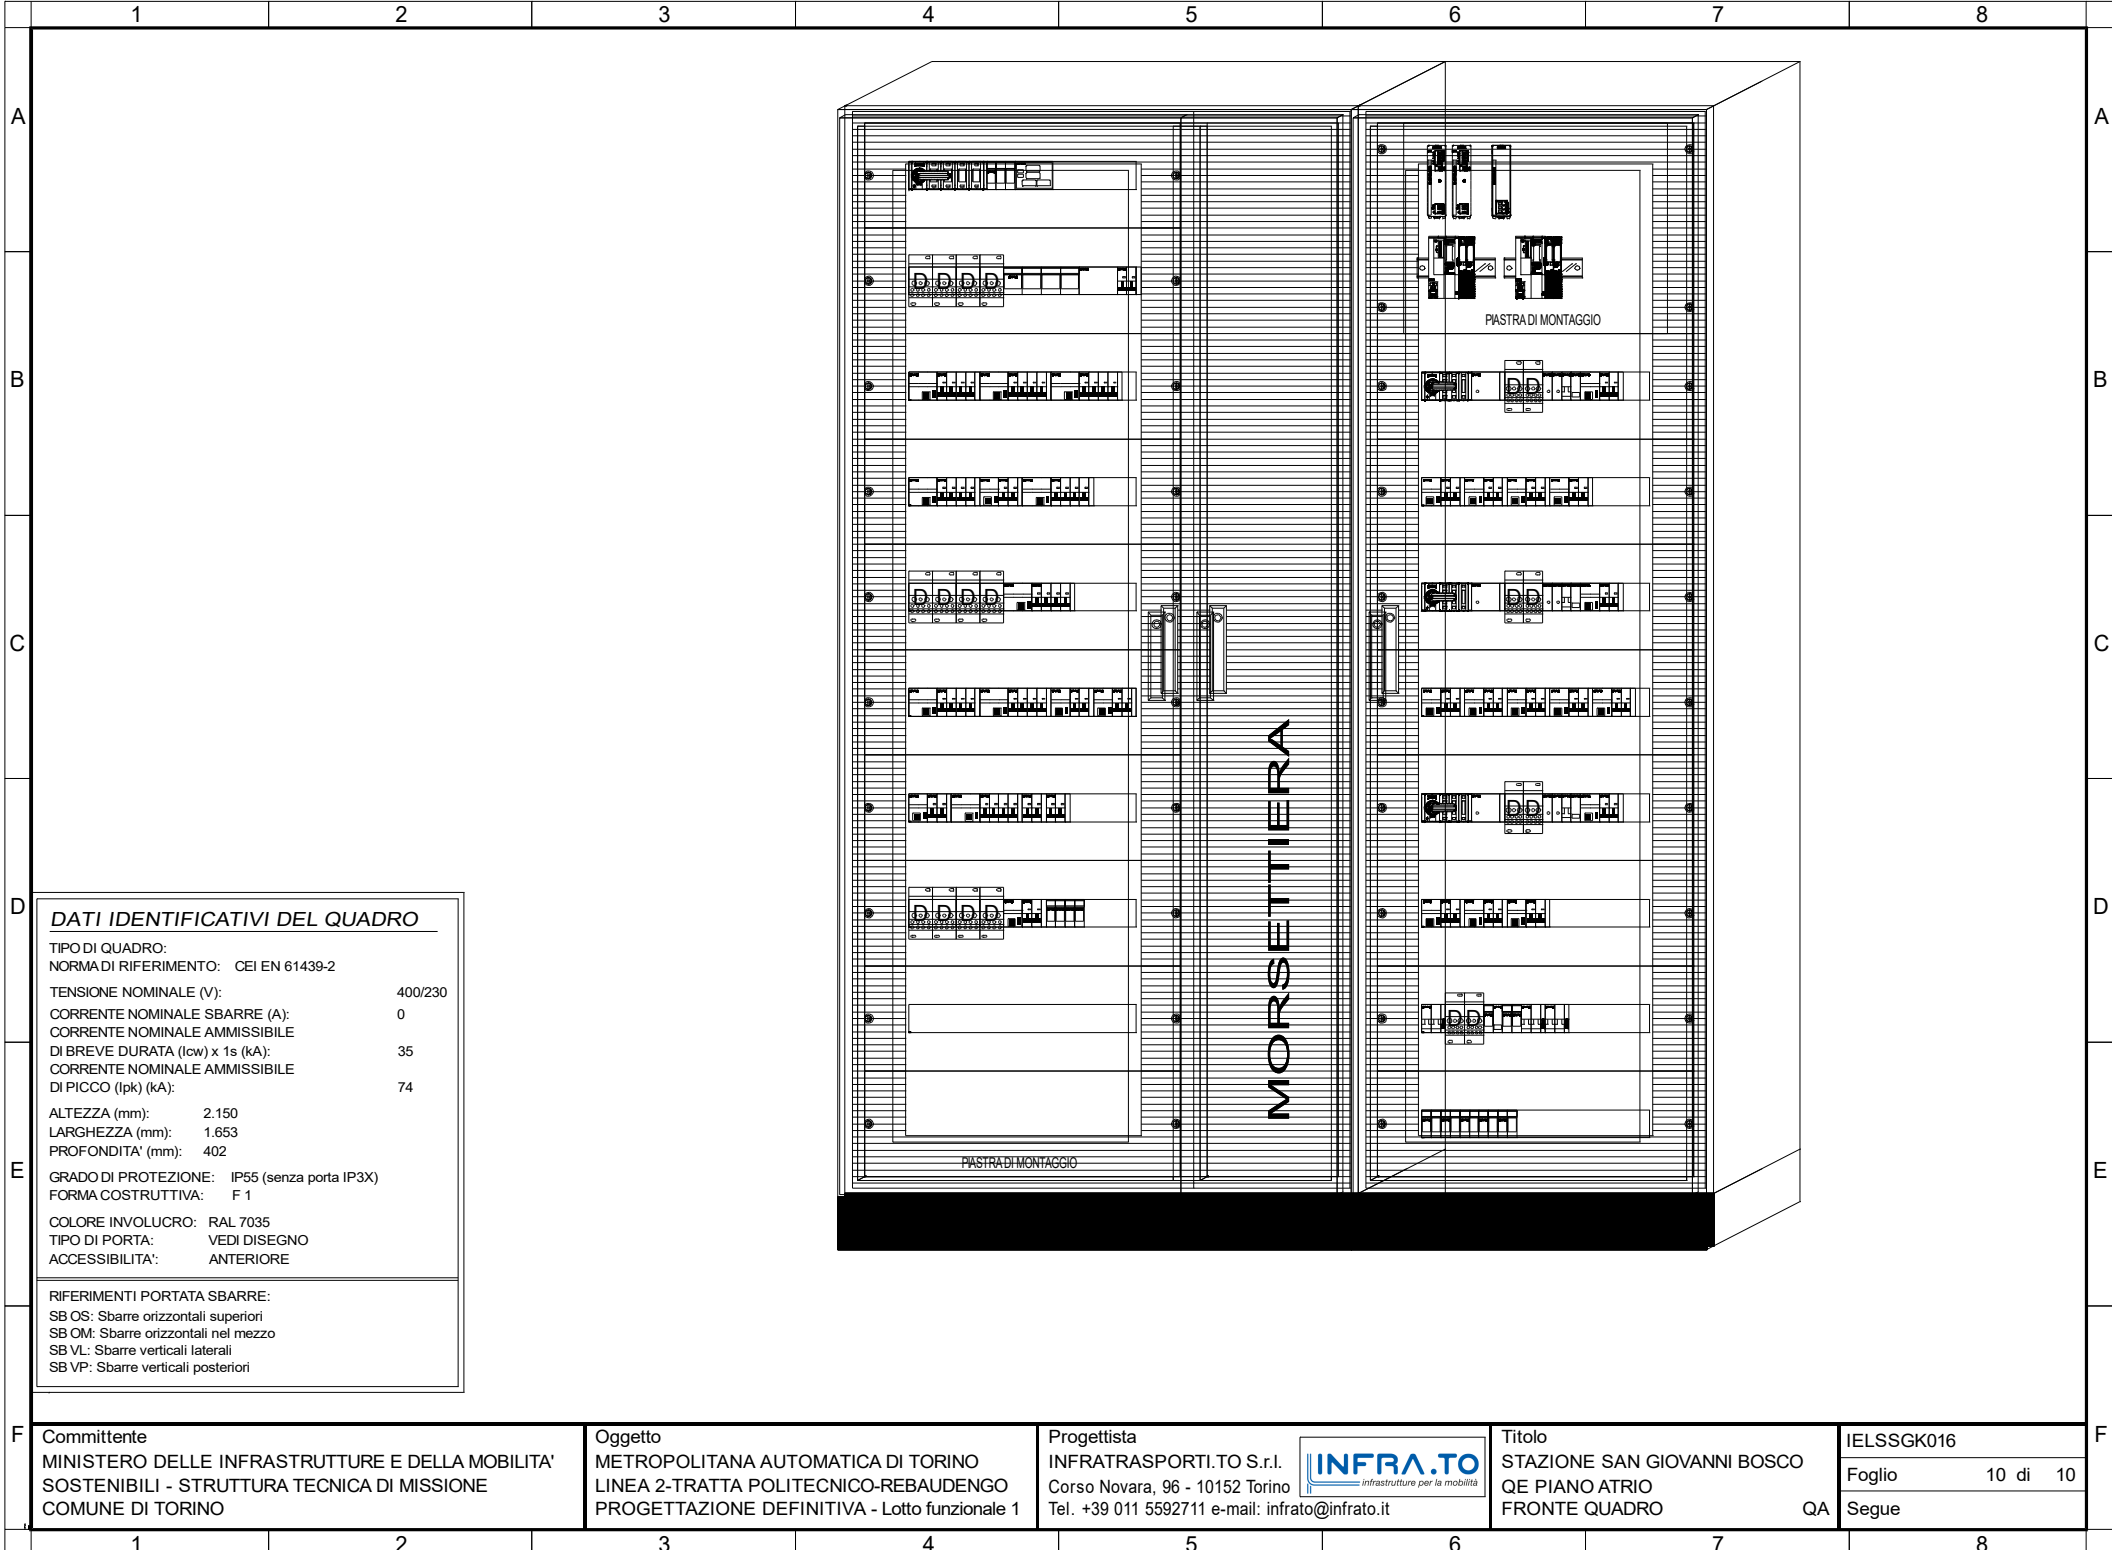 1 2 3 4 5 6 7 8
A A
B B
C C
D D
E E
F F
PIASTRA DI MONTAGGIO
D D D D
D D
D D D D
D D
D D
D D D D
D D
MORSETTIERA
PIASTRA DI MONTAGGIO
DATI IDENTIFICATIVI DEL QUADRO
TIPO DI QUADRO:
NORMA DI RIFERIMENTO: CEI EN 61439-2
TENSIONE NOMINALE (V): 400/230
CORRENTE NOMINALE SBARRE (A): 0
CORRENTE NOMINALE AMMISSIBILE
DI BREVE DURATA (Icw) x 1s (kA): 35
CORRENTE NOMINALE AMMISSIBILE
DI PICCO (Ipk) (kA): 74
ALTEZZA (mm): 2.150
LARGHEZZA (mm): 1.653
PROFONDITA' (mm): 402
GRADO DI PROTEZIONE: IP55 (senza porta IP3X)
FORMA COSTRUTTIVA: F 1
COLORE INVOLUCRO: RAL 7035
TIPO DI PORTA: VEDI DISEGNO
ACCESSIBILITA': ANTERIORE
RIFERIMENTI PORTATA SBARRE:
SB OS: Sbarre orizzontali superiori
SB OM: Sbarre orizzontali nel mezzo
SB VL: Sbarre verticali laterali
SB VP: Sbarre verticali posteriori
Committente
MINISTERO DELLE INFRASTRUTTURE E DELLA MOBILITA'
SOSTENIBILI - STRUTTURA TECNICA DI MISSIONE
COMUNE DI TORINO
Oggetto
METROPOLITANA AUTOMATICA DI TORINO
LINEA 2-TRATTA POLITECNICO-REBAUDENGO
PROGETTAZIONE DEFINITIVA - Lotto funzionale 1
Progettista
INFRATRASPORTI.TO S.r.l.
Corso Novara, 96 - 10152 Torino
Tel. +39 011 5592711 e-mail: infrato@infrato.it
INFRA.TO
infrastrutture per la mobilità
Titolo
STAZIONE SAN GIOVANNI BOSCO
QE PIANO ATRIO
FRONTE QUADRO QA
IELSSGK016
Foglio 10 di 10
Segue
1 2 3 4 5 6 7 8